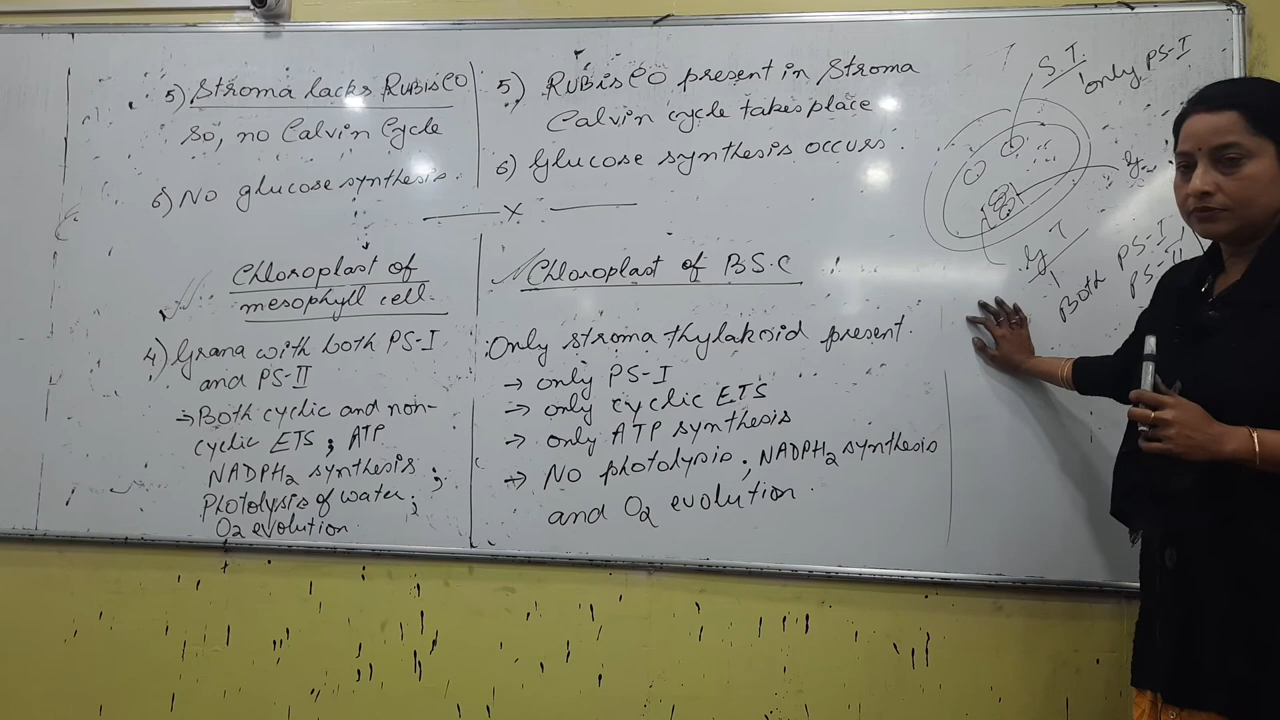 5) Stroma lacks RUBISCO
So, no Calvin Cycle
6) No glucose synthesis.
5) RUBISCO present in Stroma
Calvin cycle takes place
6) Glucose synthesis occurs.
x
Chloroplast of
mesophyll cell.
4) Grana with both PS-I
and PS-II
→ Both cyclic and non-
cyclic ETS ; ATP
NADPH2 synthesis ;
Photolysis of water ;
O2 evolution.
Chloroplast of B.S.C
Only stroma thylakoid present.
→ only PS-I
→ only cyclic ETS
→ only ATP synthesis
→ No photolysis ; NADPH2 synthesis
and O2 evolution.
S.T.
only PS-I
G.T
Both PS-I,
PS-II